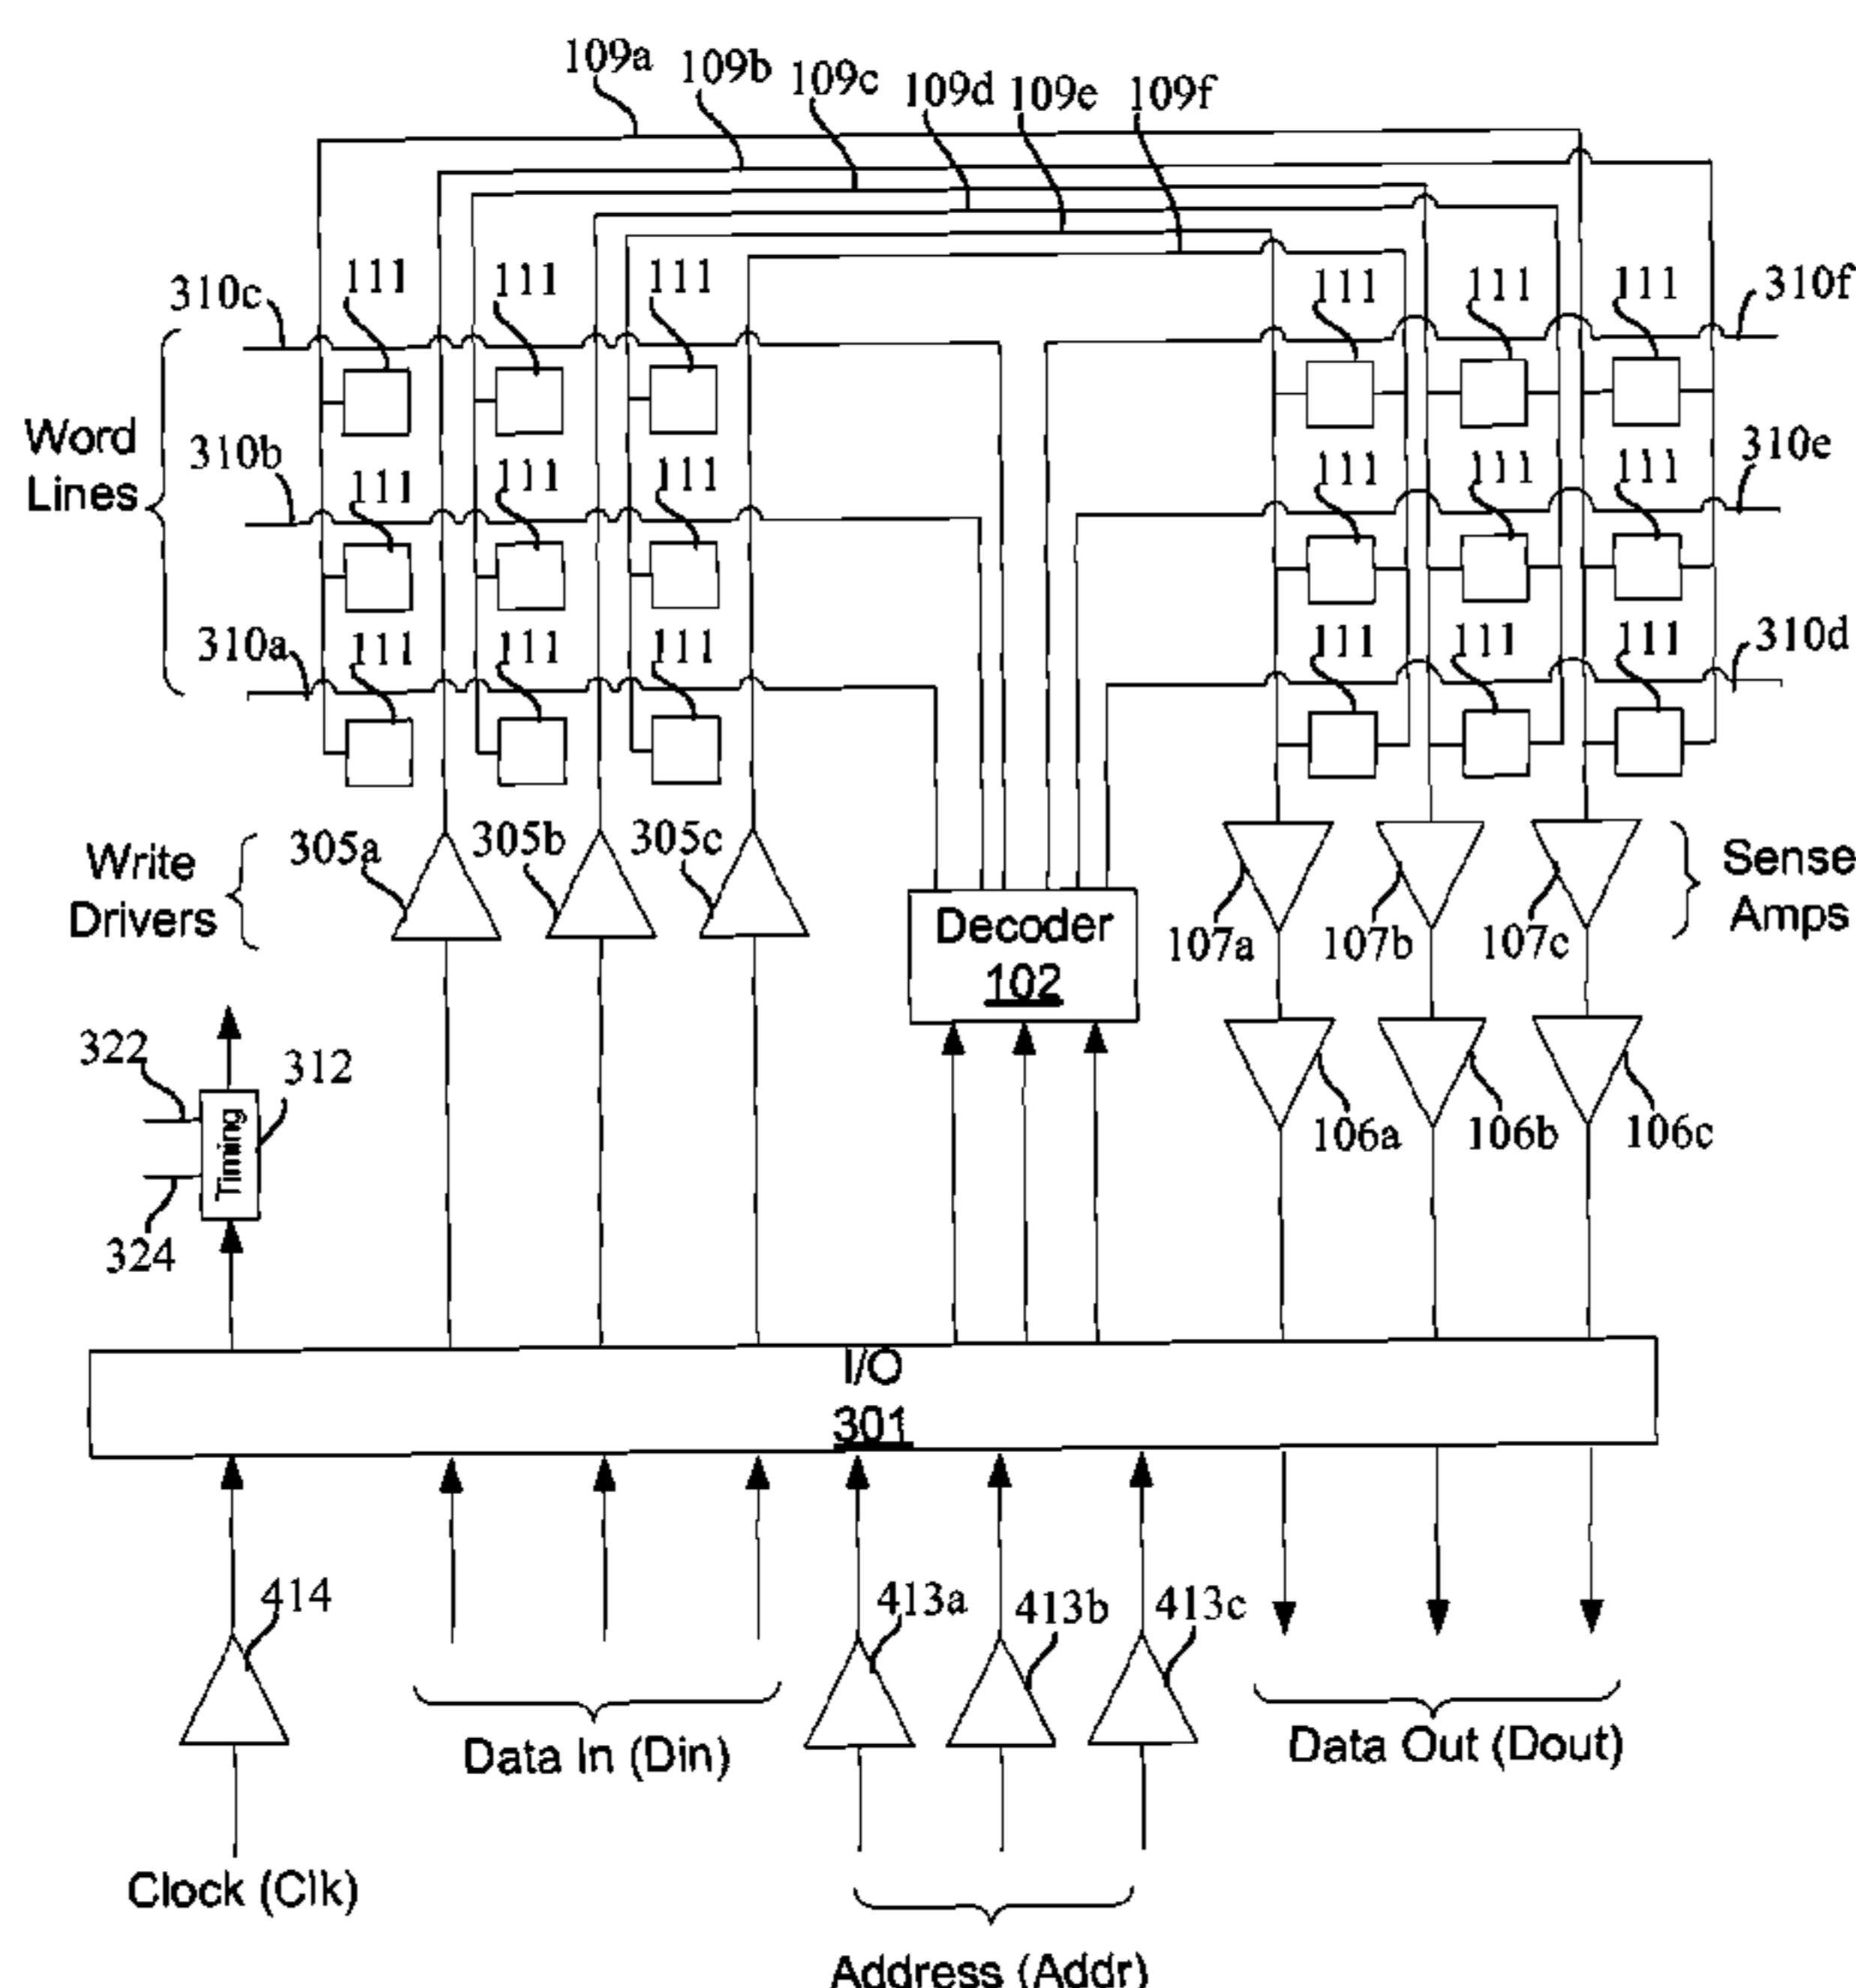 109a 109b 109c 109d 109e 109f
310c 111 111 111 111 111 111 310f
Word
Lines
310b 111 111 111 111 111 111 310e
310a 111 111 111 111 111 111 310d
Write
Drivers
305a 305b 305c
Decoder
102
107a 107b 107c
Sense
Amps
322 312
Timing
324
106a 106b 106c
I/O
301
414 413a 413b 413c
Data In (Din)
Data Out (Dout)
Clock (Clk)
Address (Addr)